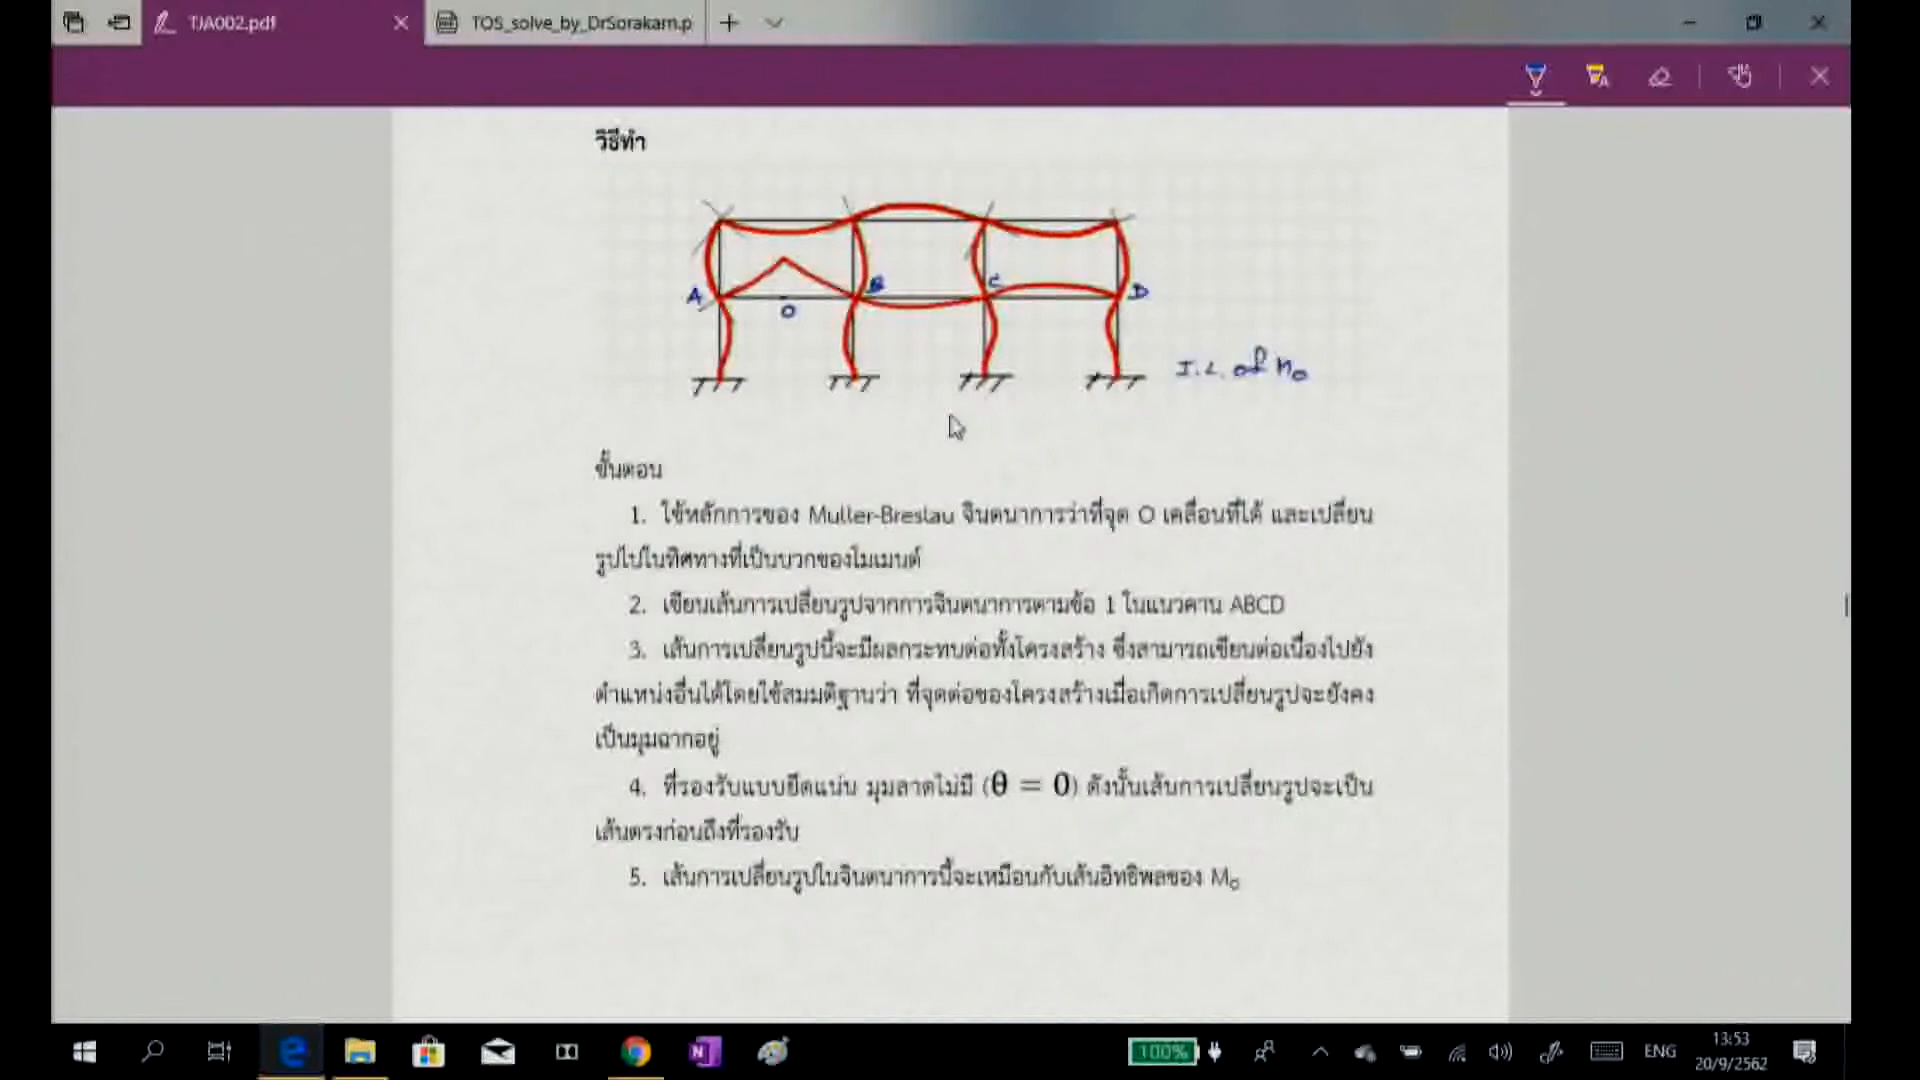 TJA002.pdf
TOS_solve_by_DrSorakarn.p
วิธีทำ
A
O
B
C
D
I.L. of M₀
ขั้นตอน
1. ใช้หลักการของ Muller-Breslau จินตนาการว่าที่จุด O เคลื่อนที่ได้ และเปลี่ยน
รูปไปในทิศทางที่เป็นบวกของโมเมนต์
2. เขียนเส้นการเปลี่ยนรูปจากการจินตนาการตามข้อ 1 ในแนวคาน ABCD
3. เส้นการเปลี่ยนรูปนี้จะมีผลกระทบต่อทั้งโครงสร้าง ซึ่งสามารถเขียนต่อเนื่องไปยัง
ตำแหน่งอื่นได้โดยใช้สมมติฐานว่า ที่จุดต่อของโครงสร้างเมื่อเกิดการเปลี่ยนรูปจะยังคง
เป็นมุมฉากอยู่
4. ที่รองรับแบบยึดแน่น มุมลาดไม่มี (θ = 0) ดังนั้นเส้นการเปลี่ยนรูปจะเป็น
เส้นตรงก่อนถึงที่รองรับ
5. เส้นการเปลี่ยนรูปในจินตนาการนี้จะเหมือนกับเส้นอิทธิพลของ M₀
100%
ENG
13:53
20/9/2562